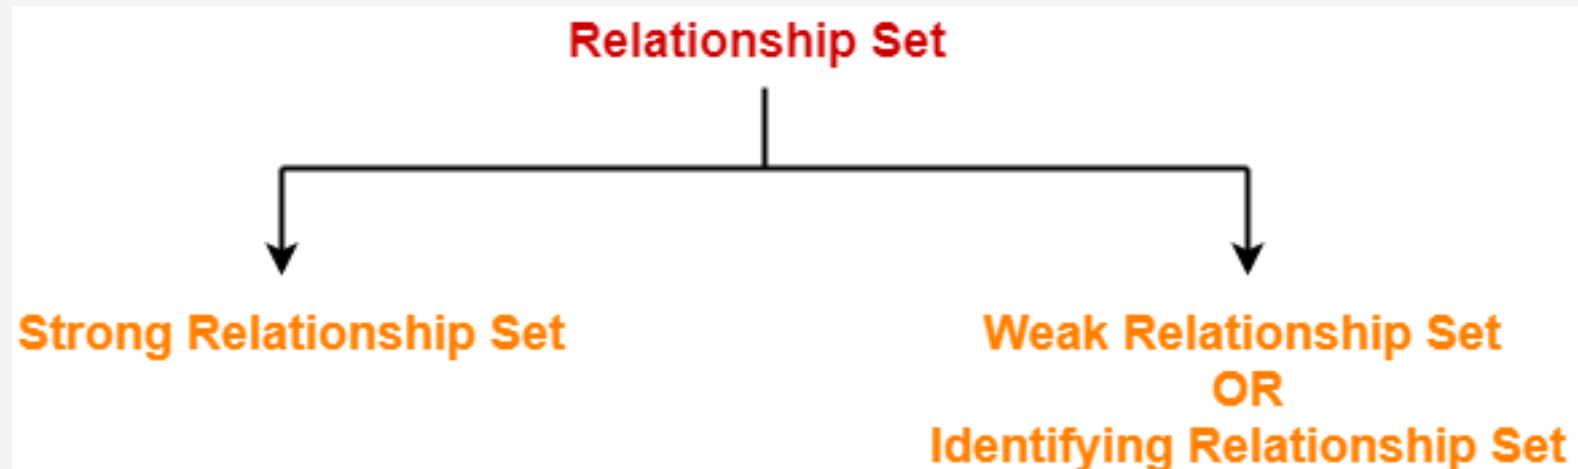 Relationship Set
Strong Relationship Set
Weak Relationship Set
OR
Identifying Relationship Set